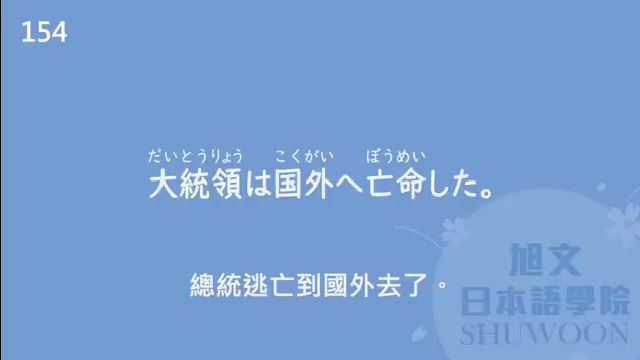 154
だいとうりょう こくがい ぼうめい
大統領は国外へ亡命した。
總統逃亡到國外去了。
旭文
日本語學院
SHUWOON